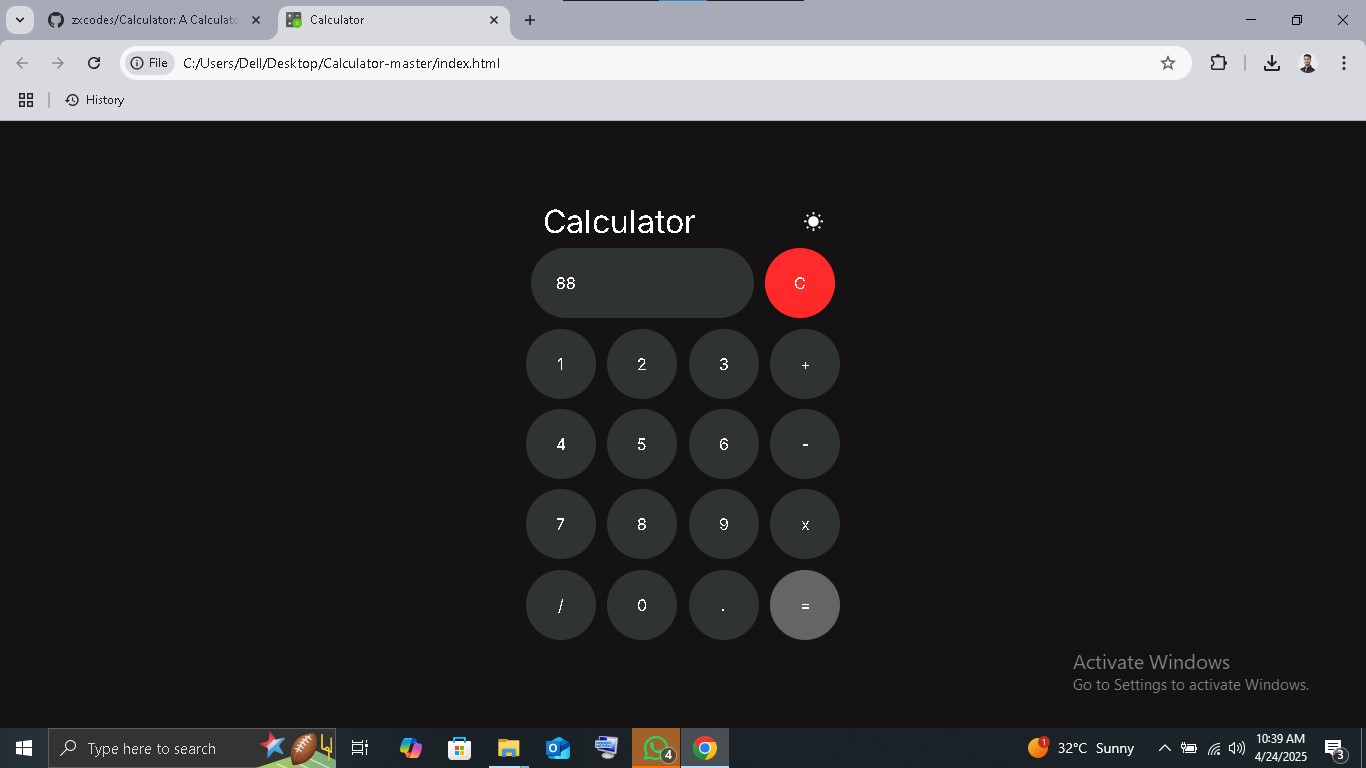 zxcodes/Calculator: A Calculato
Calculator
File
C:/Users/Dell/Desktop/Calculator-master/index.html
History
Calculator
88
C
1 2 3 +
4 5 6 -
7 8 9 x
/ 0 . =
Activate Windows
Go to Settings to activate Windows.
Type here to search
4
1
32°C Sunny
10:39 AM
4/24/2025
3